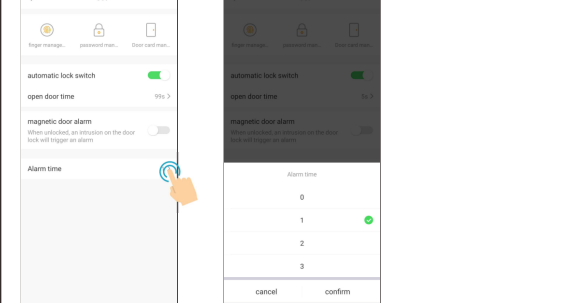 finger manage...
password man...
Door card man...
automatic lock switch
open door time
99s >
magnetic door alarm
When unlocked, an intrusion on the door
lock will trigger an alarm
Alarm time
finger manage...
password man...
Door card man...
automatic lock switch
open door time
5s >
magnetic door alarm
When unlocked, an intrusion on the door
lock will trigger an alarm
Alarm time
0
1
2
3
cancel
confirm